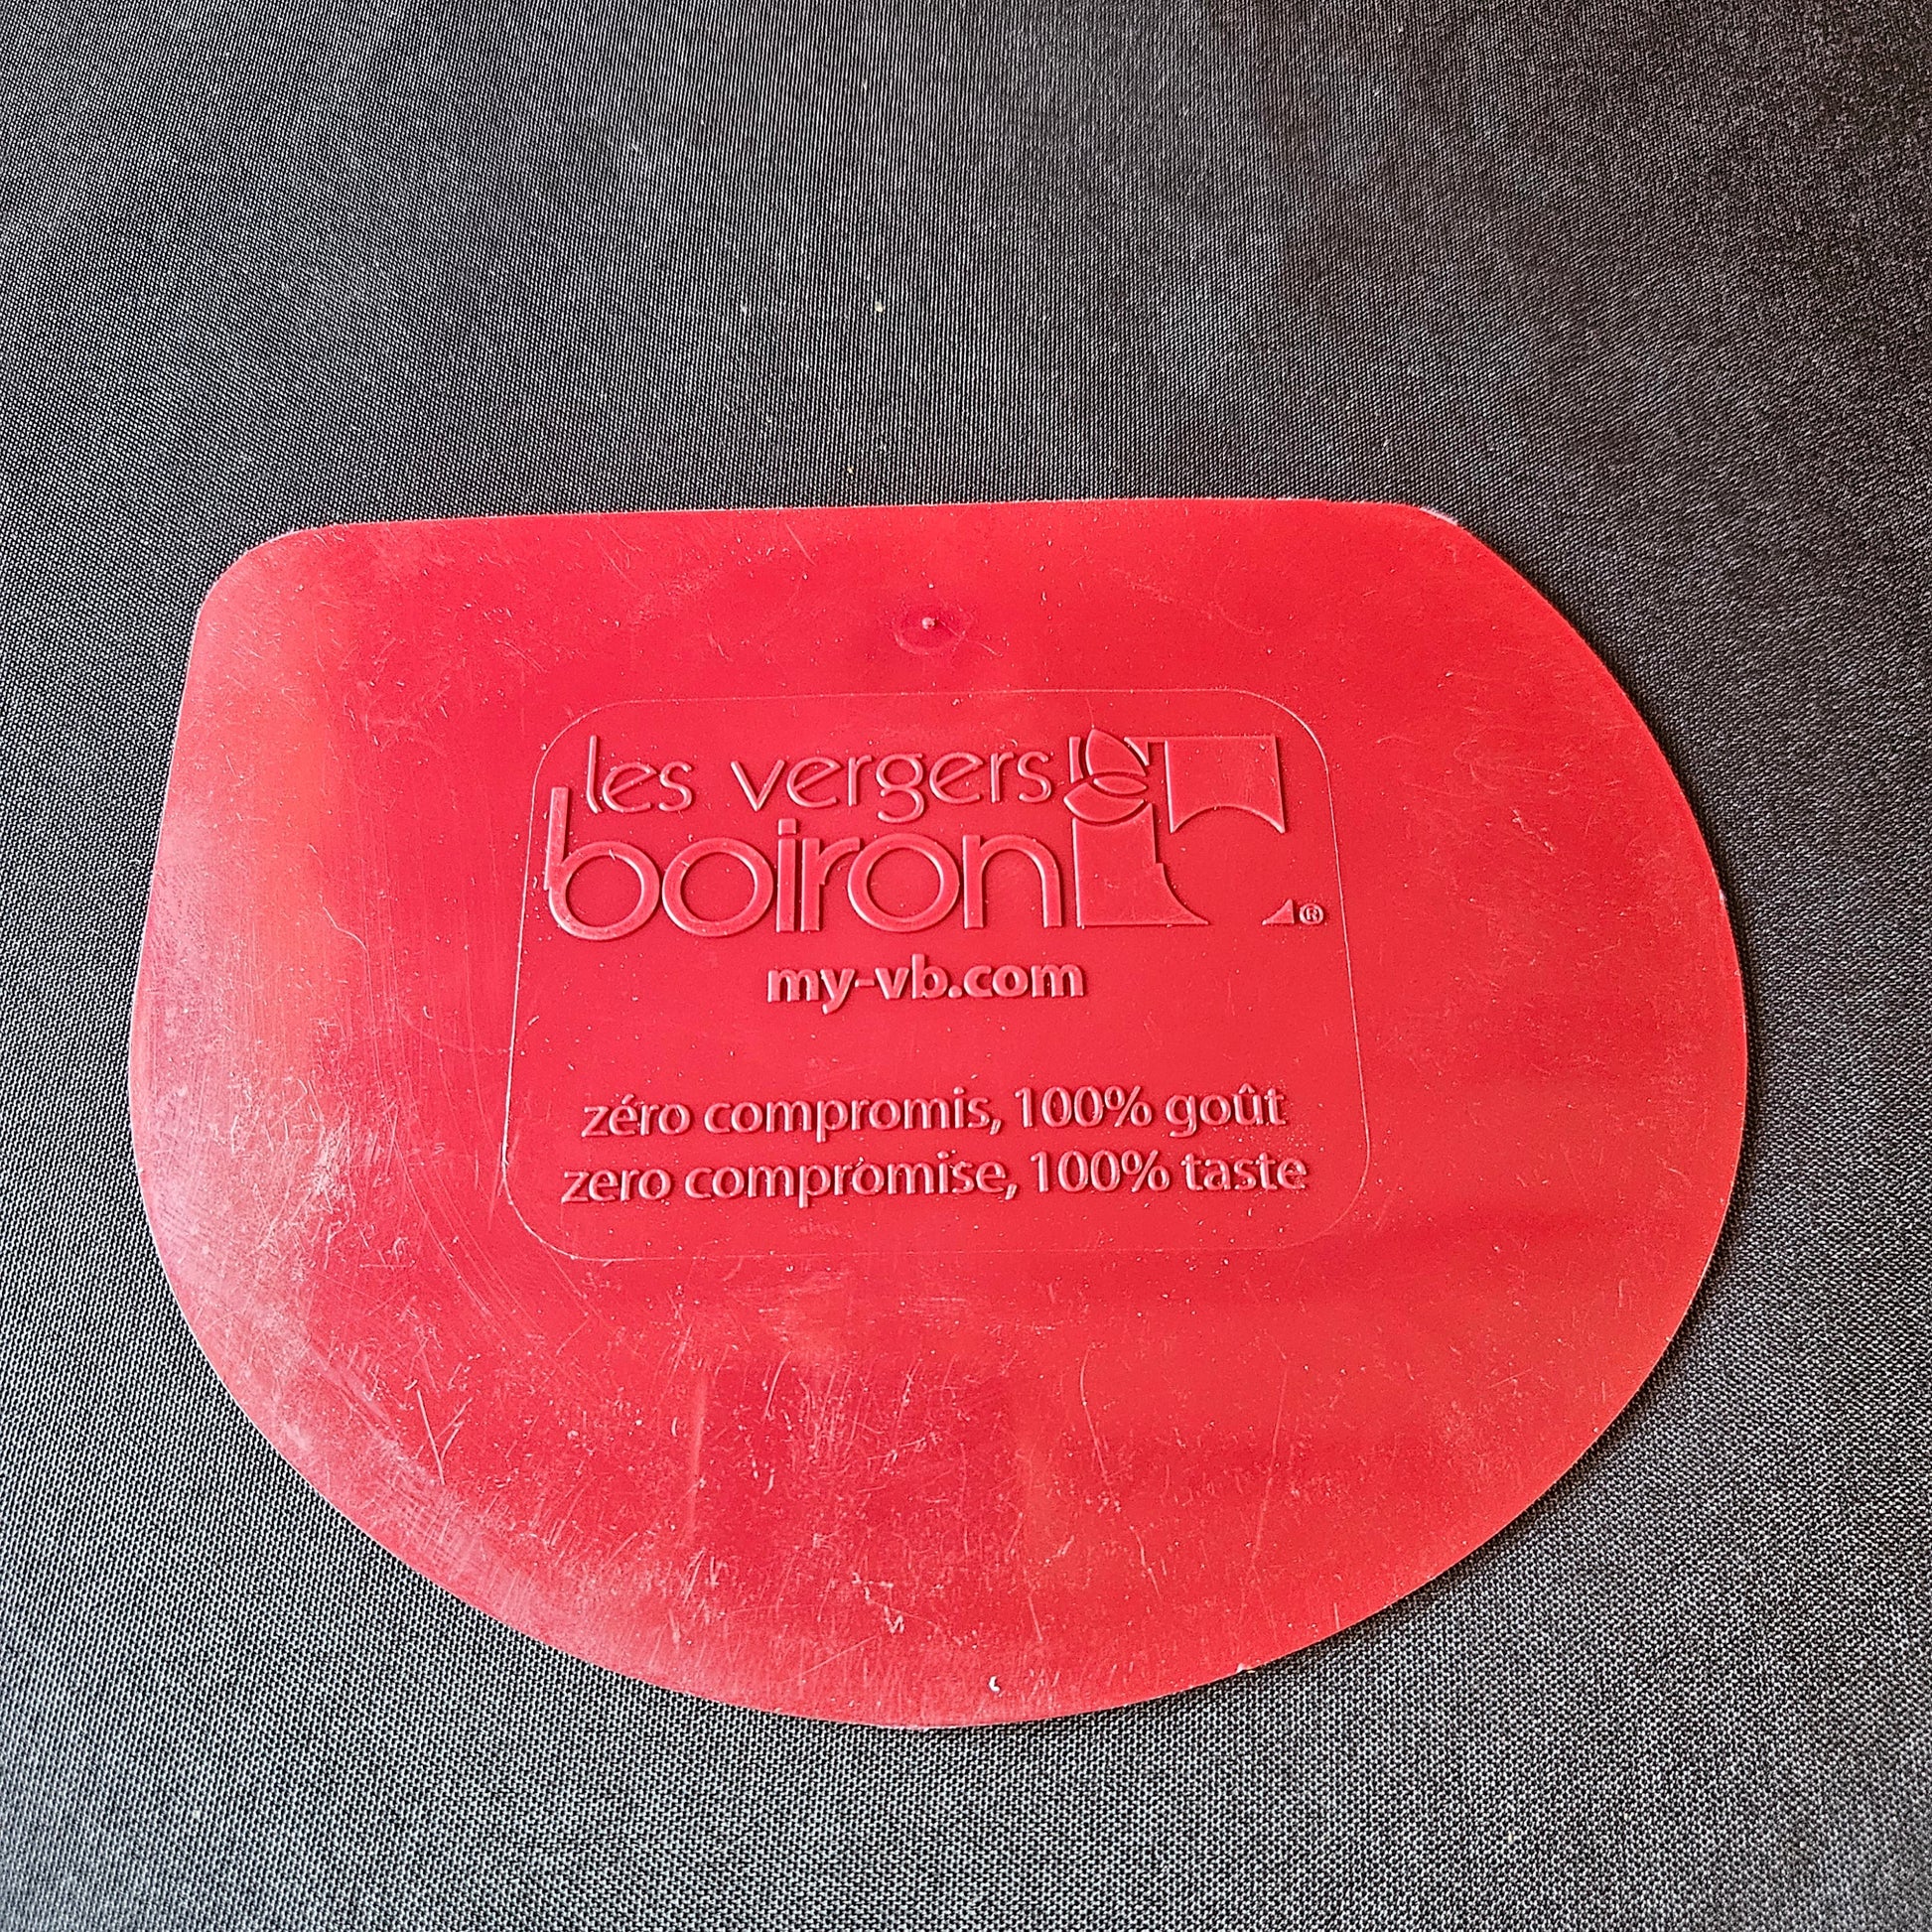 les vergers
boiron ®
my-vb.com
zéro compromis, 100% goût
zero compromise, 100% taste